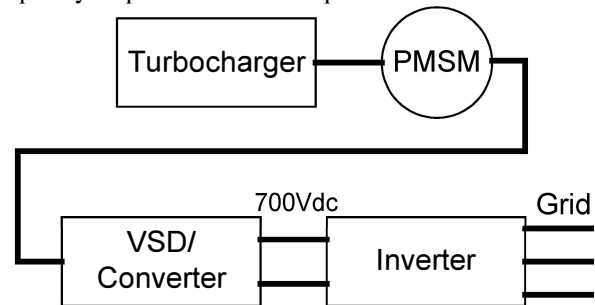 Turbocharger
PMSM
700Vdc
Grid
VSD/
Converter
Inverter